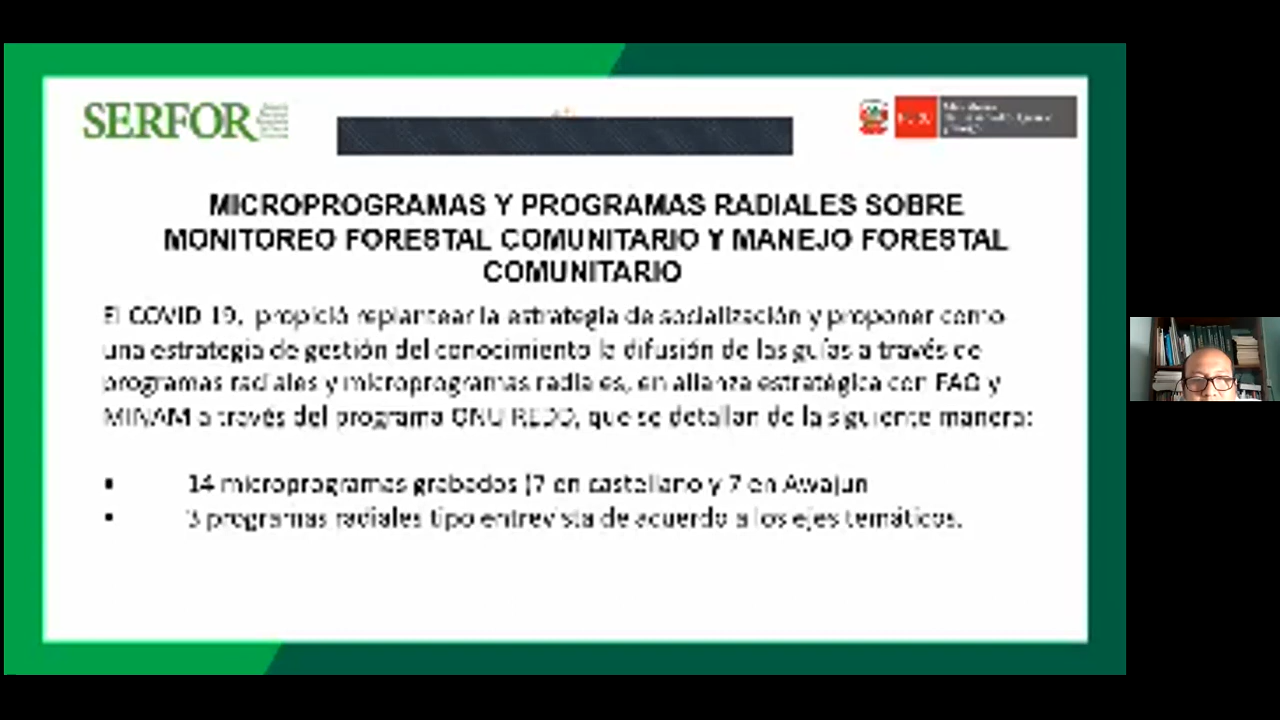 SERFOR
MICROPROGRAMAS Y PROGRAMAS RADIALES SOBRE
MONITOREO FORESTAL COMUNITARIO Y MANEJO FORESTAL
COMUNITARIO
El COVID 19, propició replantear la estrategia de socialización y proponer como
una estrategia de gestión del conocimiento la difusión de las guías a través de
programas radiales y microprogramas radiales, en alianza estratégica con FAO y
MINAM a través del programa ONU REDD, que se detallan de la siguiente manera:
• 14 microprogramas grabados (7 en castellano y 7 en Awajun
• 3 programas radiales tipo entrevista de acuerdo a los ejes temáticos.